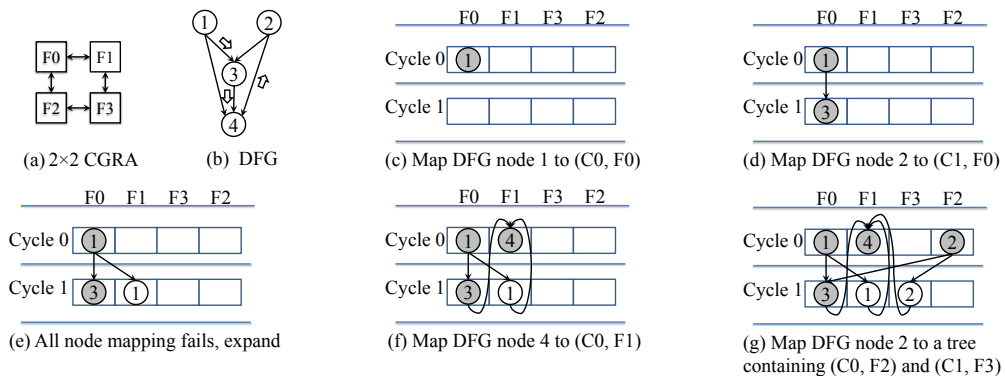 F0 F1 F3 F2
Cycle 0 1
Cycle 1
(c) Map DFG node 1 to (C0, F0)
F0 F1 F3 F2
Cycle 0 1
Cycle 1 3
(d) Map DFG node 2 to (C1, F0)
F0 F1
F2 F3
(a) 2×2 CGRA
1 2
3
4
(b) DFG
F0 F1 F3 F2
Cycle 0 1
Cycle 1 3 1
(e) All node mapping fails, expand
F0 F1 F3 F2
Cycle 0 1 4
Cycle 1 3 1
(f) Map DFG node 4 to (C0, F1)
F0 F1 F3 F2
Cycle 0 1 4 2
Cycle 1 3 1 2
(g) Map DFG node 2 to a tree
containing (C0, F2) and (C1, F3)